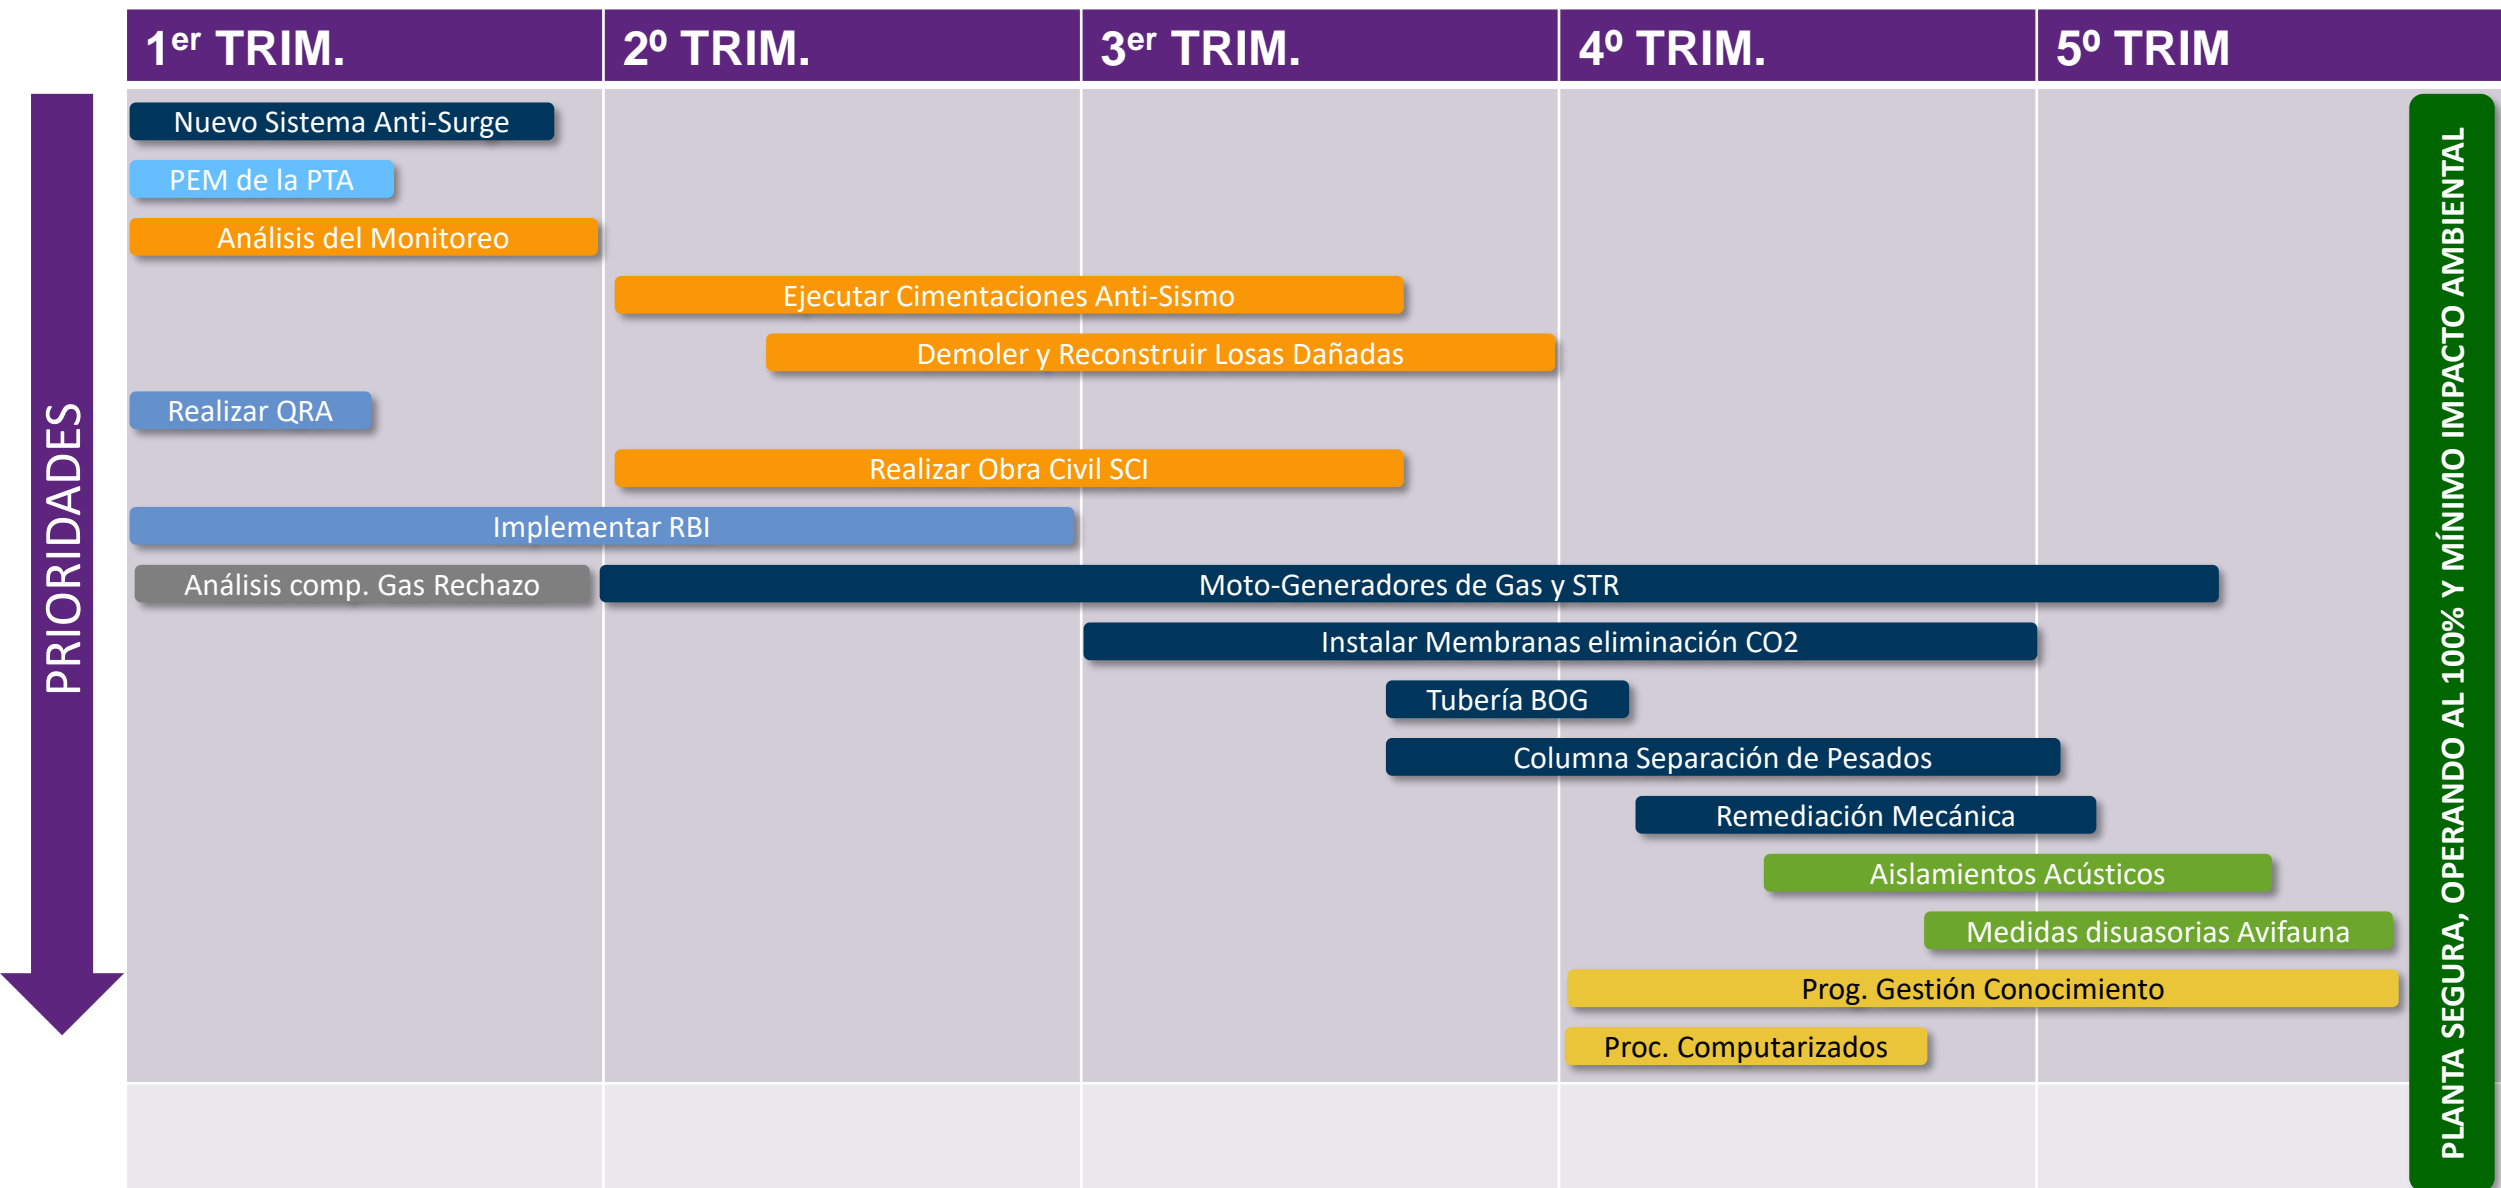 1er TRIM.
2º TRIM.
3er TRIM.
4º TRIM.
5º TRIM
PRIORIDADES
Nuevo Sistema Anti-Surge
PEM de la PTA
Análisis del Monitoreo
Ejecutar Cimentaciones Anti-Sismo
Demoler y Reconstruir Losas Dañadas
Realizar QRA
Realizar Obra Civil SCI
Implementar RBI
Análisis comp. Gas Rechazo
Moto-Generadores de Gas y STR
Instalar Membranas eliminación CO2
Tubería BOG
Columna Separación de Pesados
Remediación Mecánica
Aislamientos Acústicos
Medidas disuasorias Avifauna
Prog. Gestión Conocimiento
Proc. Computarizados
PLANTA SEGURA, OPERANDO AL 100% Y MÍNIMO IMPACTO AMBIENTAL